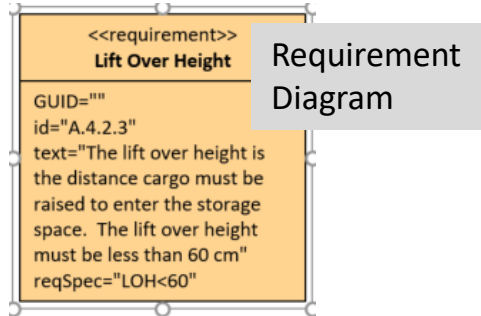 <<requirement>>
Lift Over Height
Requirement
Diagram
GUID=""
id="A.4.2.3"
text="The lift over height is
the distance cargo must be
raised to enter the storage
space.  The lift over height
must be less than 60 cm"
reqSpec="LOH<60"